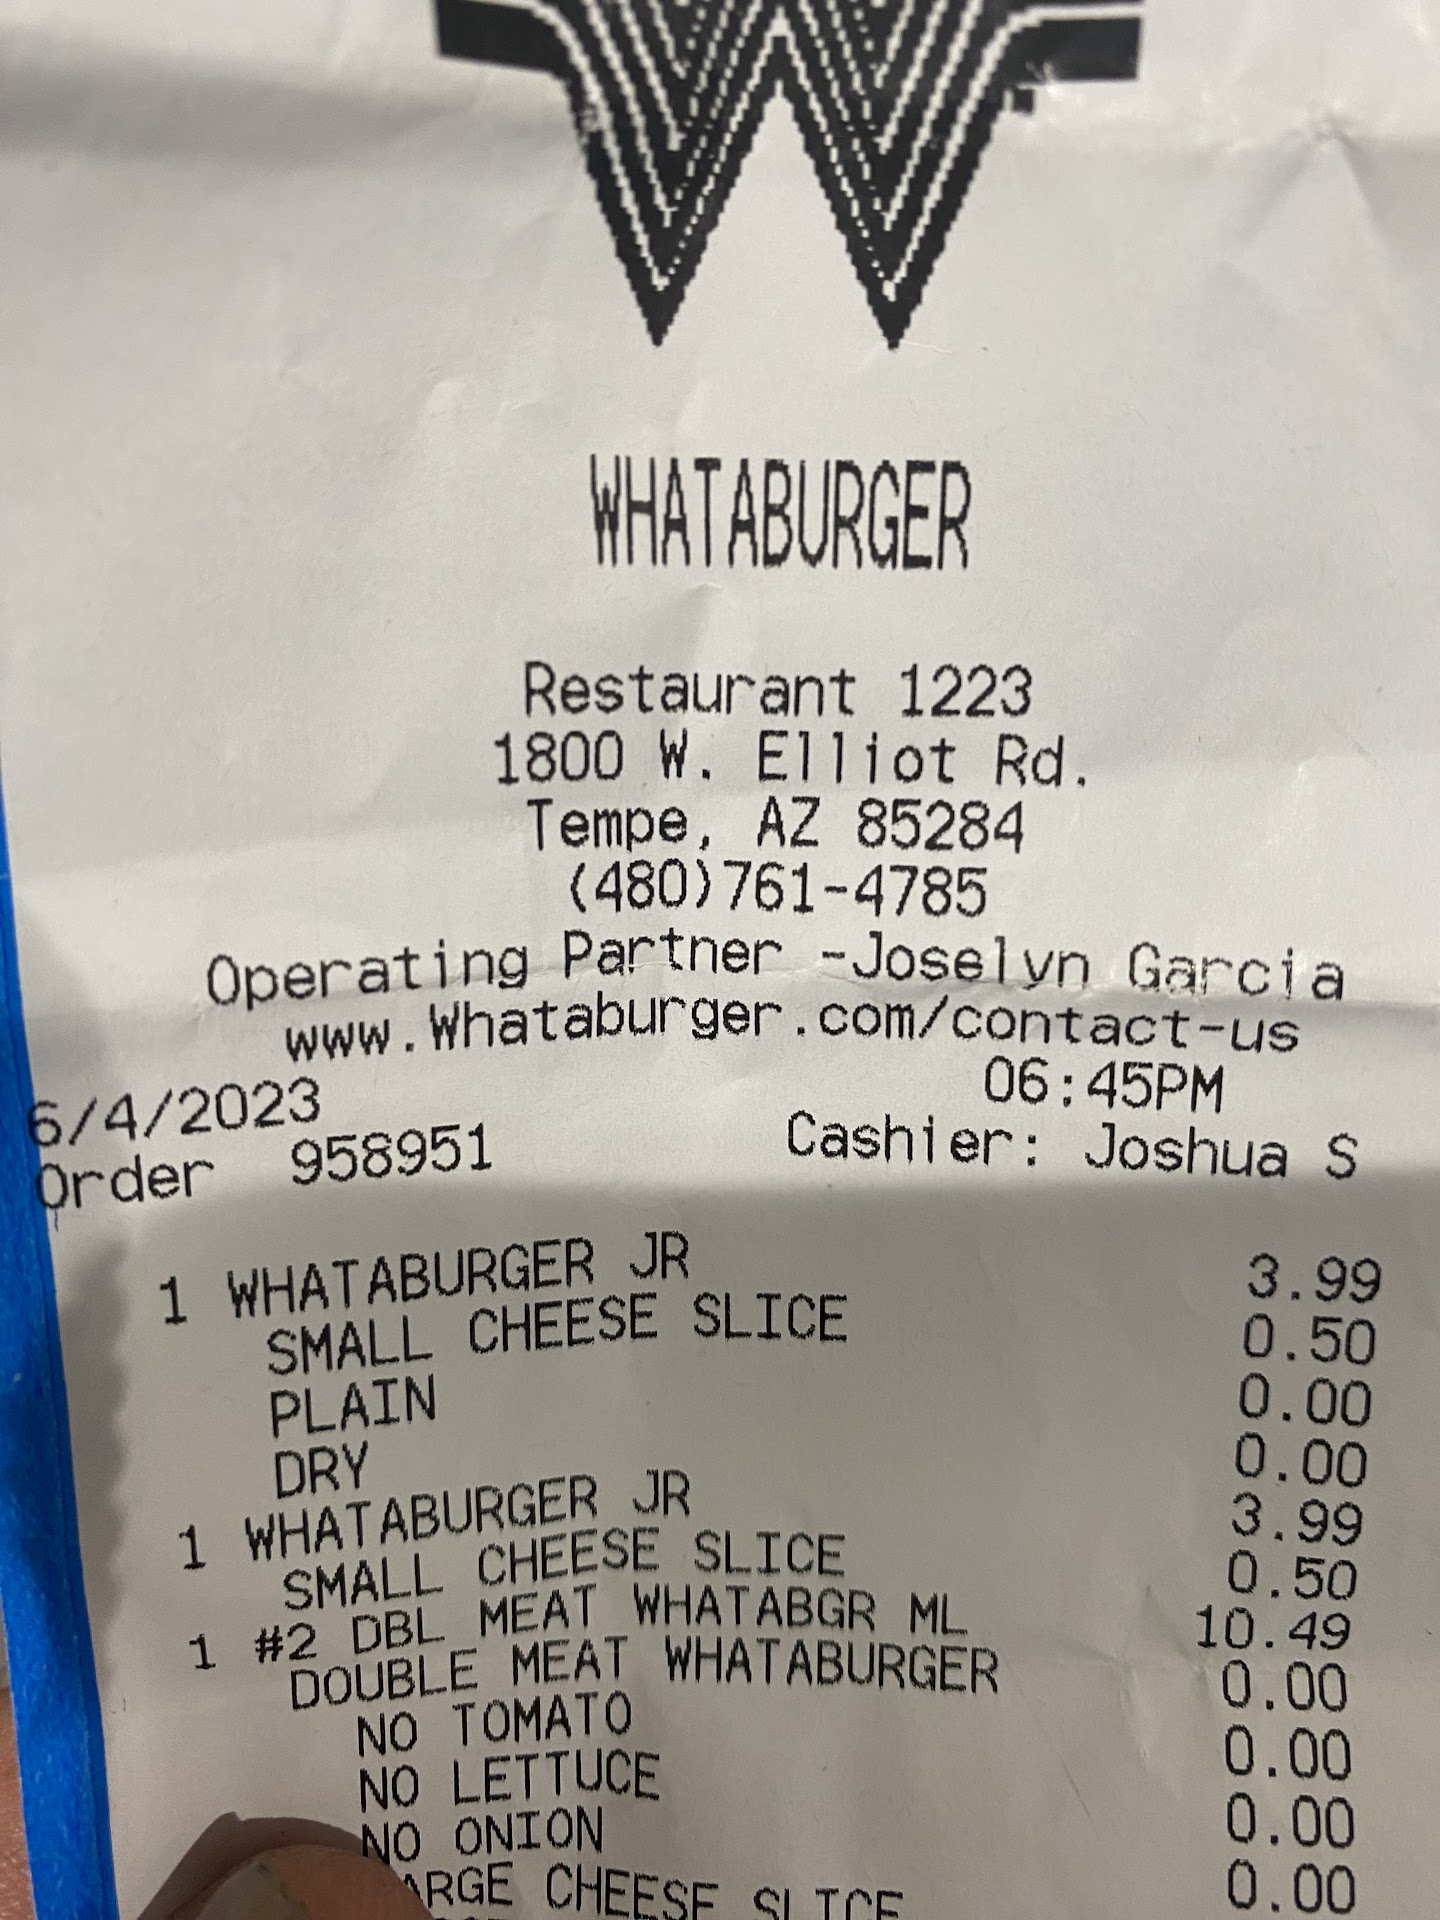 WHATABURGER
Restaurant 1223
1800 W. Elliot Rd.
Tempe, AZ 85284
(480)761-4785
Operating Partner -Joselyn Garcia
www.Whataburger.com/contact-us
6/4/2023 06:45PM
Order 958951 Cashier: Joshua S
1 WHATABURGER JR 3.99
SMALL CHEESE SLICE 0.50
PLAIN 0.00
DRY 0.00
1 WHATABURGER JR 3.99
SMALL CHEESE SLICE 0.50
1 #2 DBL MEAT WHATABGR ML 10.49
DOUBLE MEAT WHATABURGER 0.00
NO TOMATO 0.00
NO LETTUCE 0.00
NO ONION 0.00
ARGE CHEESE SLICE